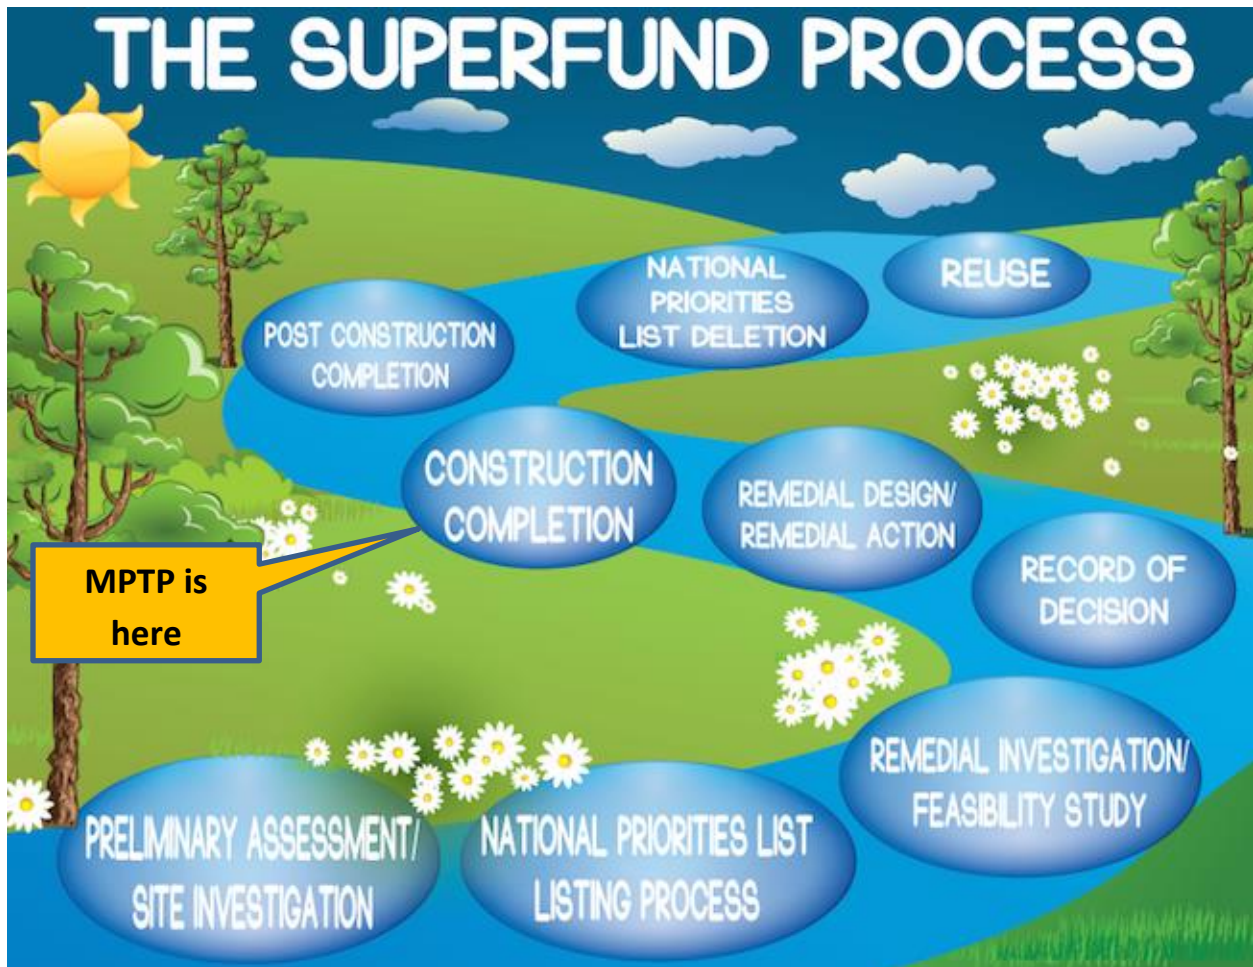 THE SUPERFUND PROCESS
NATIONAL
PRIORITIES
LIST DELETION
REUSE
POST CONSTRUCTION
COMPLETION
CONSTRUCTION
COMPLETION
REMEDIAL DESIGN/
REMEDIAL ACTION
RECORD OF
DECISION
MPTP is
here
REMEDIAL INVESTIGATION/
FEASIBILITY STUDY
PRELIMINARY ASSESSMENT/
SITE INVESTIGATION
NATIONAL PRIORITIES LIST
LISTING PROCESS